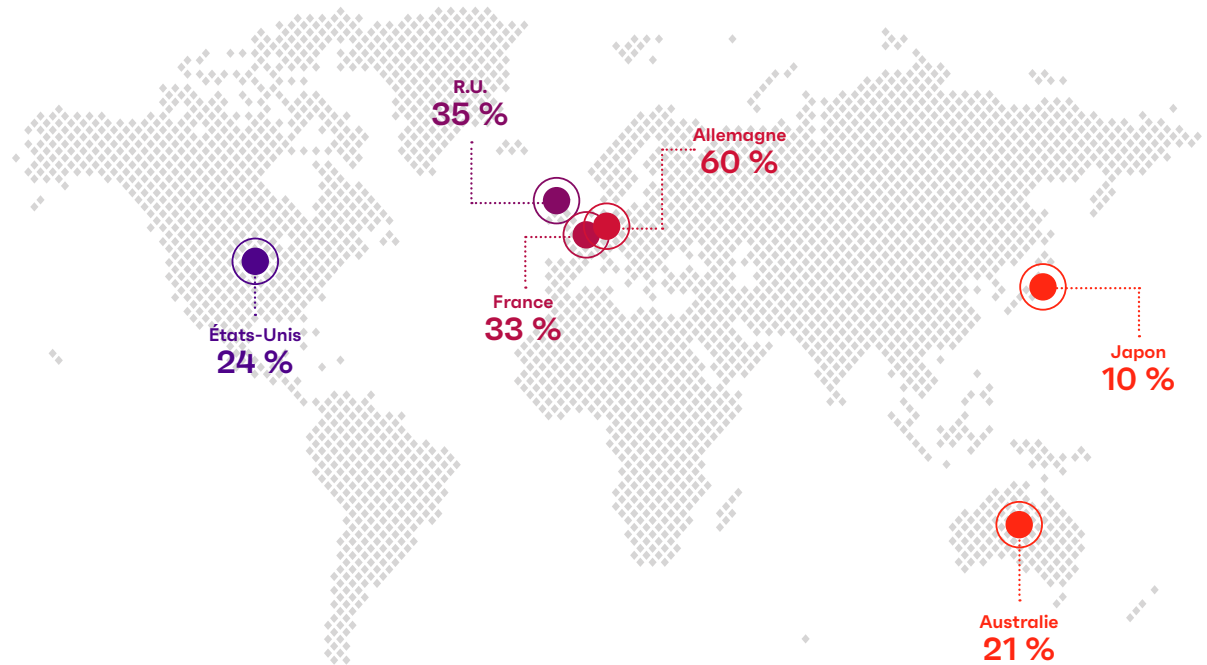 R.U.
35 %
Allemagne
60 %
France
33 %
États-Unis
24 %
Japon
10 %
Australie
21 %